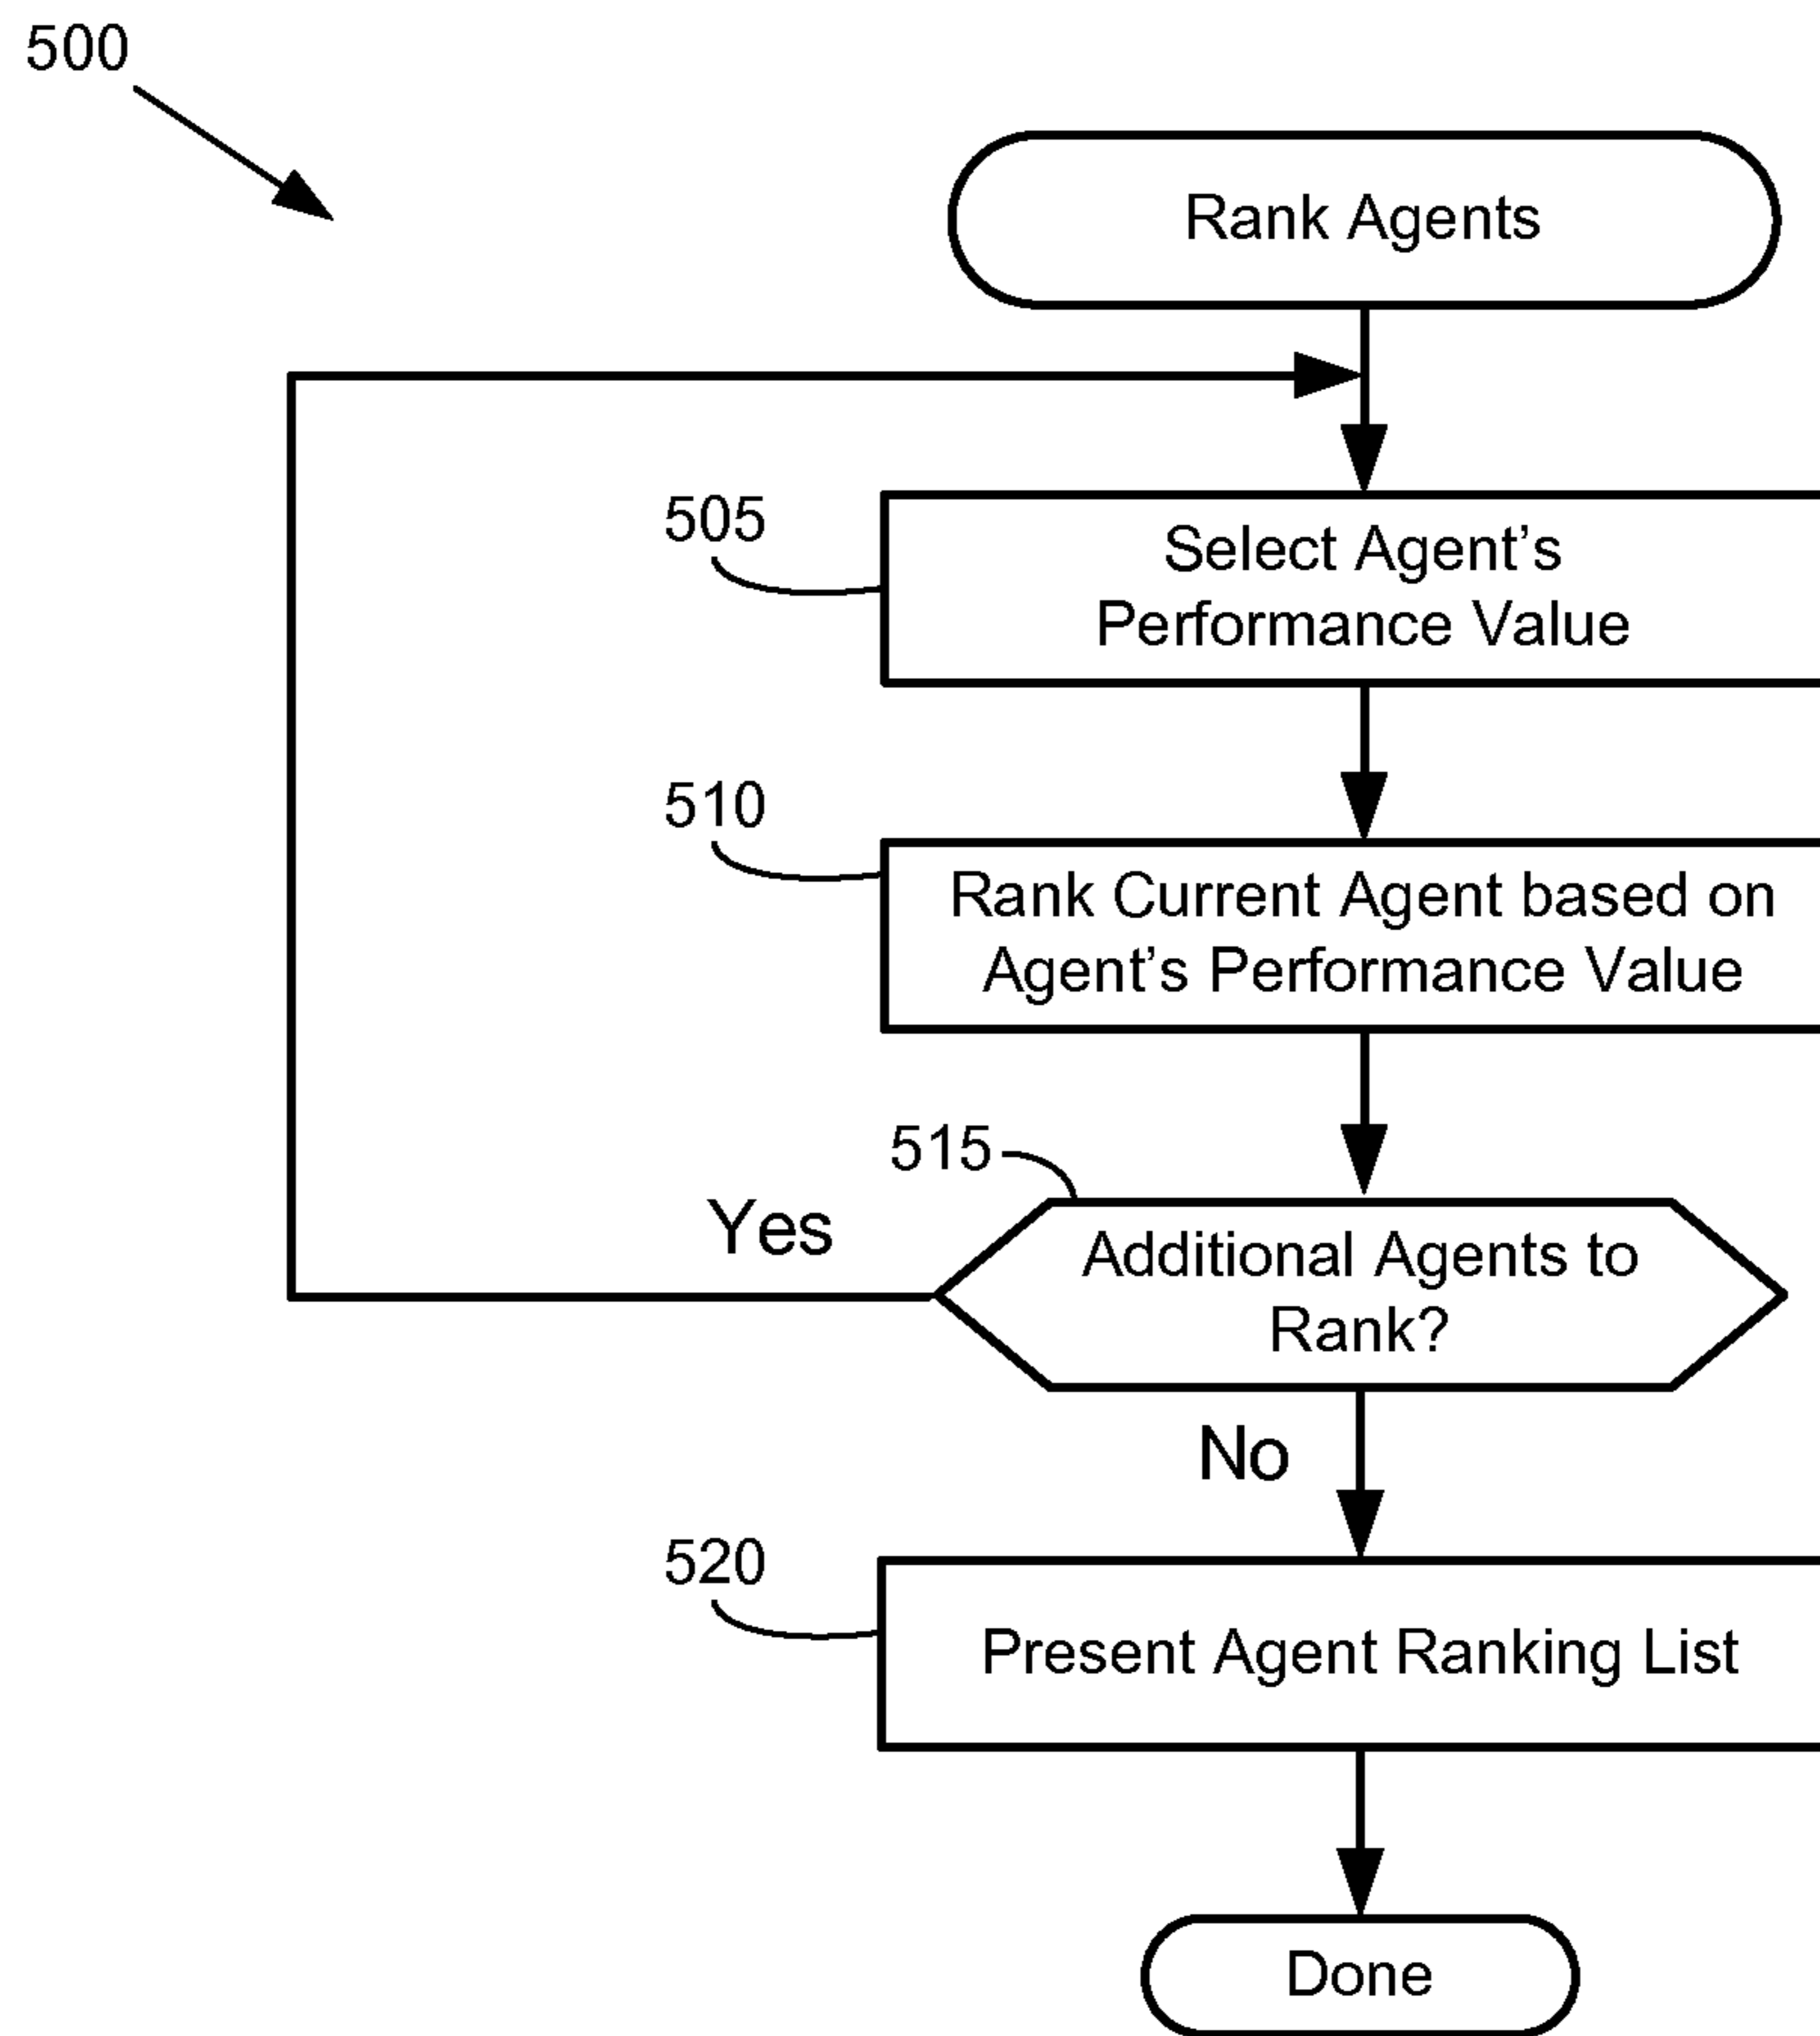 500
Rank Agents
505
Select Agent’s
Performance Value
510
Rank Current Agent based on
Agent’s Performance Value
515
Yes
Additional Agents to
Rank?
No
520
Present Agent Ranking List
Done